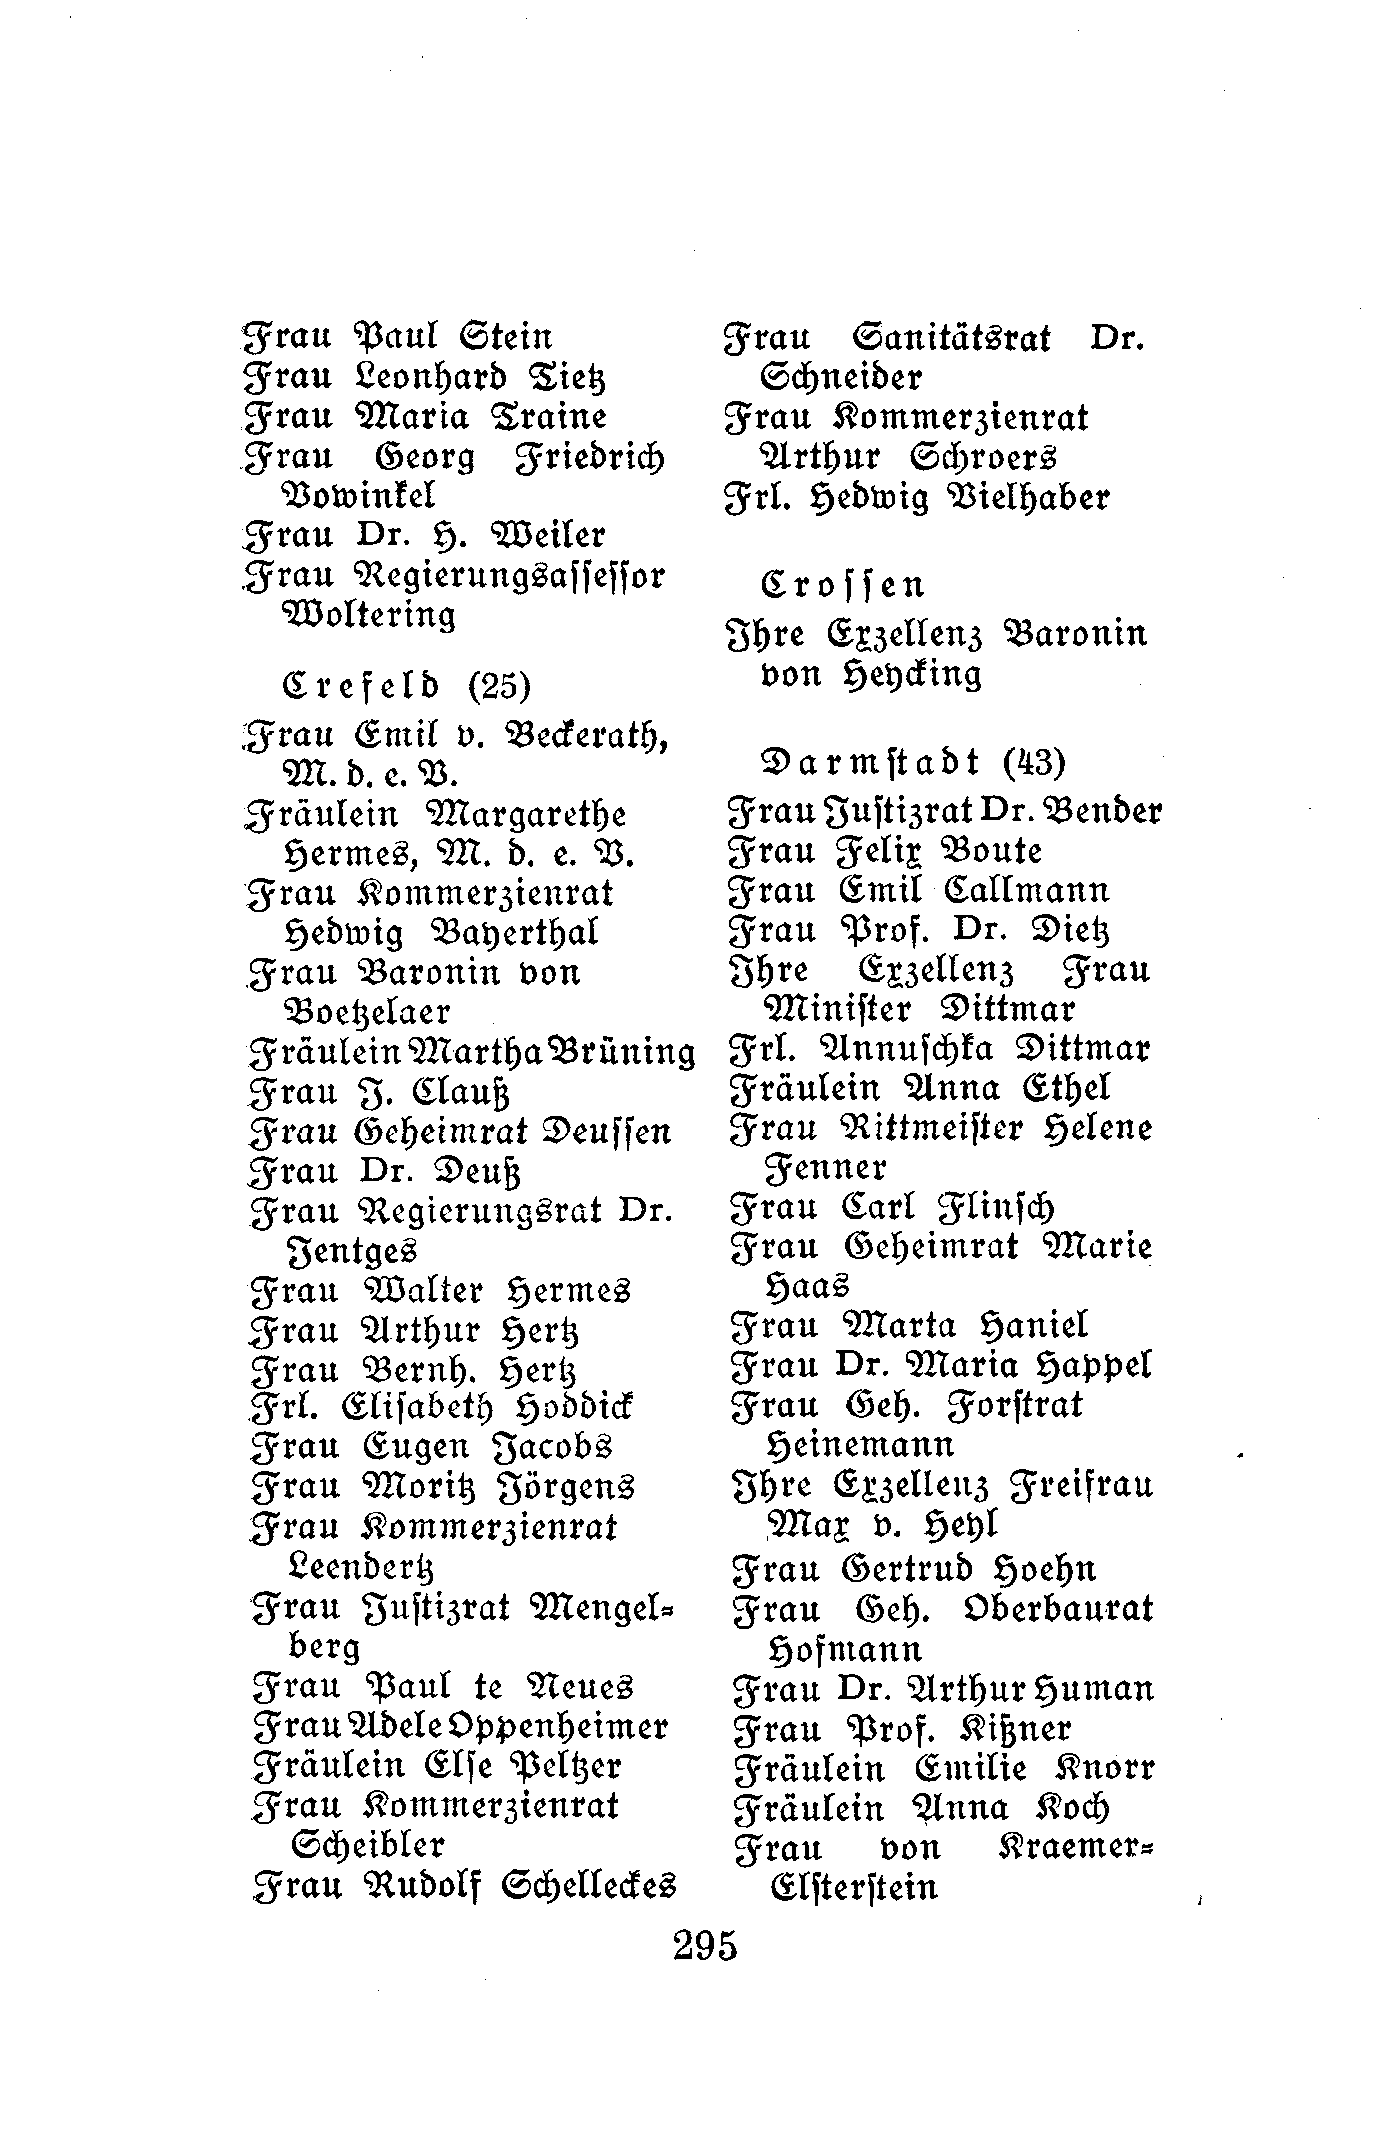 Frau Paul Stein
Frau Leonhard Tietz
Frau Maria Traine
Frau Georg Friedrich
Vowinkel
Frau Dr. H. Weiler
Frau Regierungsassessor
Woltering
Crefeld (25)
Frau Emil v. Beckerath,
M. d. e. V.
Fräulein Margarethe
Hermes, M. d. e. V.
Frau Kommerzienrat
Hedwig Bayerthal
Frau Baronin von
Boetzelaer
Fräulein Martha Brüning
Frau J. Clauß
Frau Geheimrat Deussen
Frau Dr. Deuß
Frau Regierungsrat Dr.
Jentges
Frau Walter Hermes
Frau Arthur Hertz
Frau Bernh. Hertz
Frl. Elisabeth Hoddick
Frau Eugen Jacobs
Frau Moritz Jörgens
Frau Kommerzienrat
Leendertz
Frau Justizrat Mengel-
berg
Frau Paul te Neues
Frau Adele Oppenheimer
Fräulein Else Peltzer
Frau Kommerzienrat
Scheibler
Frau Rudolf Schelleckes
Frau Sanitätsrat Dr.
Schneider
Frau Kommerzienrat
Arthur Schroers
Frl. Hedwig Vielhaber
Crossen
Ihre Exzellenz Baronin
von Heycking
Darmstadt (43)
Frau Justizrat Dr. Bender
Frau Felix Boute
Frau Emil Callmann
Frau Prof. Dr. Dietz
Ihre Exzellenz Frau
Minister Dittmar
Frl. Annuschka Dittmar
Fräulein Anna Ethel
Frau Rittmeister Helene
Fenner
Frau Carl Flinsch
Frau Geheimrat Marie
Haas
Frau Marta Haniel
Frau Dr. Maria Happel
Frau Geh. Forstrat
Heinemann
Ihre Exzellenz Freifrau
Max v. Heyl
Frau Gertrud Hoehn
Frau Geh. Oberbaurat
Hofmann
Frau Dr. Arthur Human
Frau Prof. Kißner
Fräulein Emilie Knorr
Fräulein Anna Koch
Frau von Kraemer-
Elsterstein
295